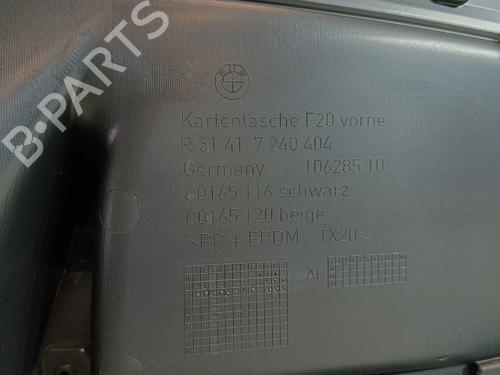 B-PARTS
BMW
Kartentasche F20 vorne
R 51.41-7 240 404
Germany 106285 10
C0165 116 schwarz
C0165 120 beige
>PP + EPDM - TX20<
AI